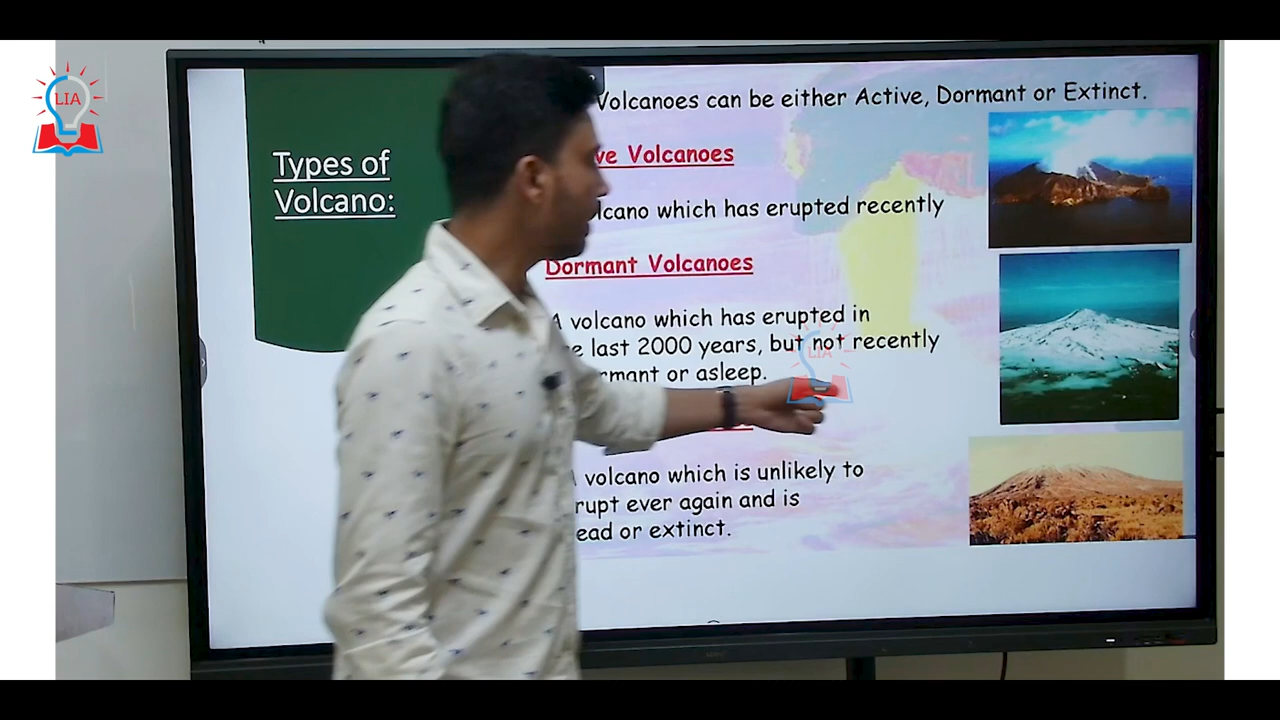 LIA
Types of
Volcano:
Volcanoes can be either Active, Dormant or Extinct.
ve Volcanoes
lcano which has erupted recently
Dormant Volcanoes
A volcano which has erupted in
e last 2000 years, but not recently
rmant or asleep.
LIA
volcano which is unlikely to
rupt ever again and is
ead or extinct.